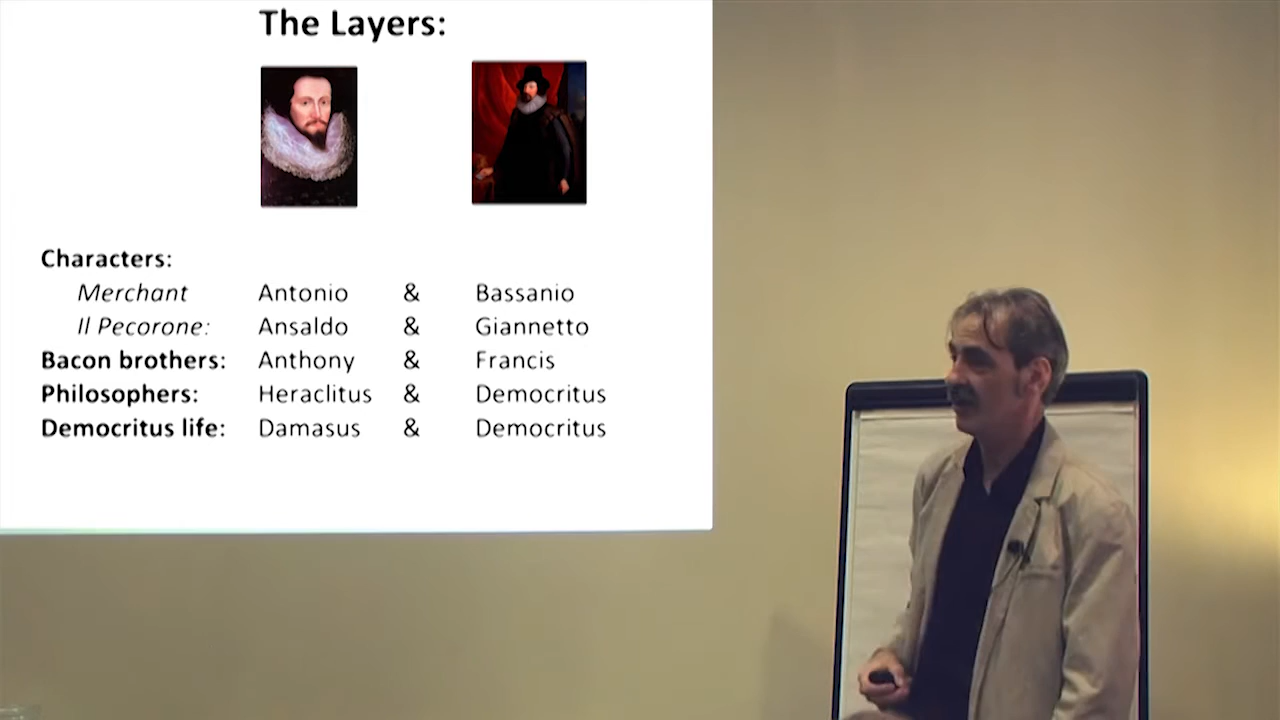 The Layers:
Characters:
Merchant Antonio & Bassanio
Il Pecorone: Ansaldo & Giannetto
Bacon brothers: Anthony & Francis
Philosophers: Heraclitus & Democritus
Democritus life: Damasus & Democritus